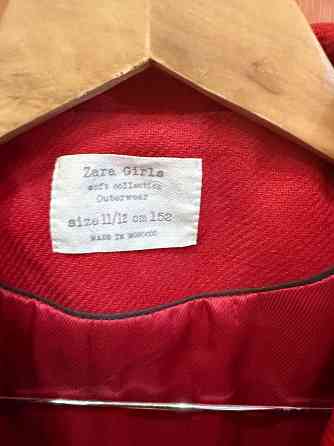 Zara Girls
soft collection
Outerwear
size 11/12 cm 152
MADE IN MOROCCO